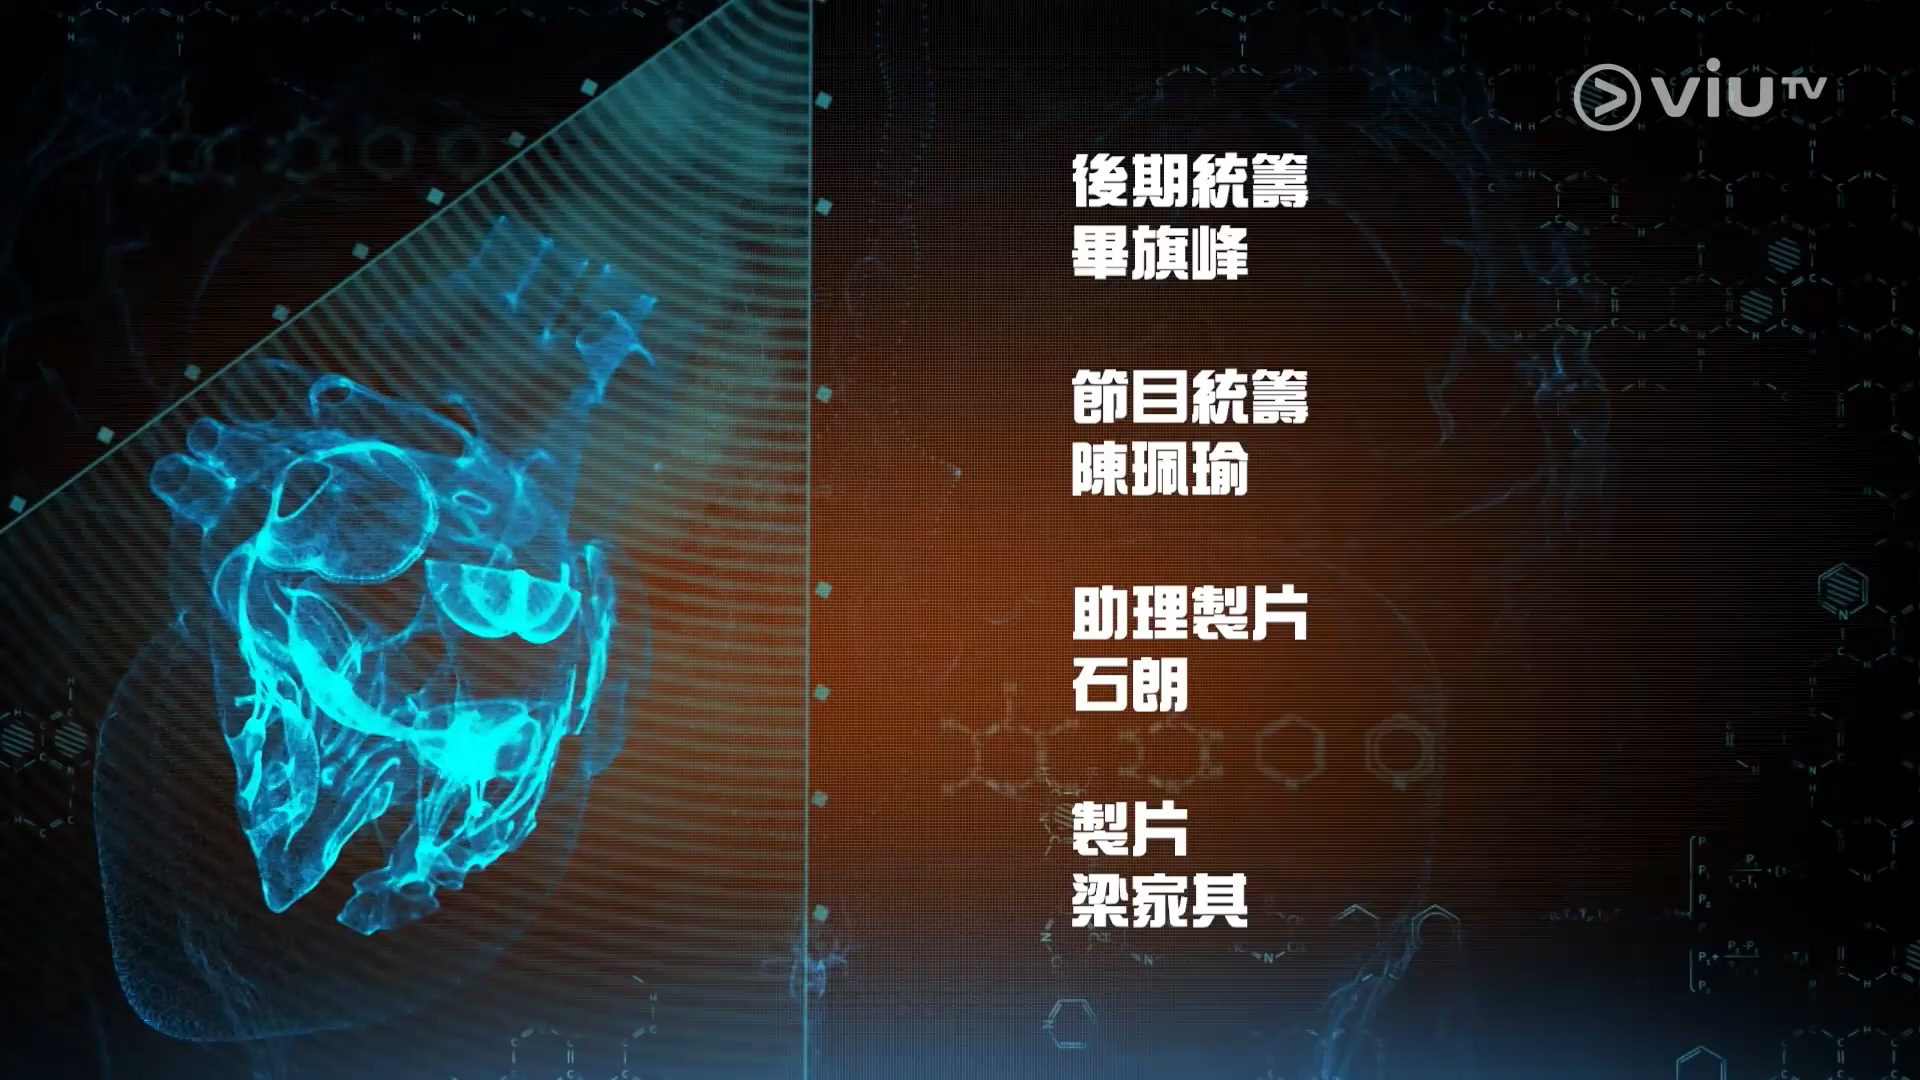 viuTV
後期統籌
畢旗峰
節目統籌
陳珮瑜
助理製片
石朗
製片
梁家其